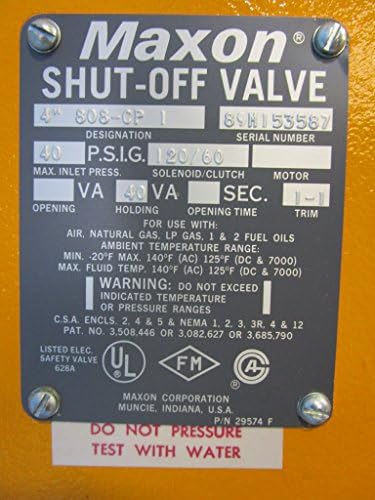 Maxon®
SHUT-OFF VALVE
4" 808-CP 1 89M153587
DESIGNATION SERIAL NUMBER
40 P.S.I.G. 120/60
MAX. INLET PRESS. SOLENOID/CLUTCH MOTOR
VA 40 VA SEC. 1-1
OPENING HOLDING OPENING TIME TRIM
FOR USE WITH:
AIR, NATURAL GAS, LP GAS, 1 & 2 FUEL OILS
AMBIENT TEMPERATURE RANGE:
MIN. -20°F MAX. 140°F (AC) 125°F (DC & 7000)
MAX. FLUID TEMP. 140°F (AC) 125°F (DC & 7000)
WARNING: DO NOT EXCEED
INDICATED TEMPERATURE
OR PRESSURE RANGES
C.S.A. ENCLS. 2, 4 & 5 & NEMA 1, 2, 3, 3R, 4 & 12
PAT. NO. 3,508,446 OR 3,082,627 OR 3,685,790
LISTED ELEC.
SAFETY VALVE
628A
UL ®
FM
MAXON CORPORATION
MUNCIE, INDIANA, U.S.A.
P/N 29574 F
DO NOT PRESSURE
TEST WITH WATER